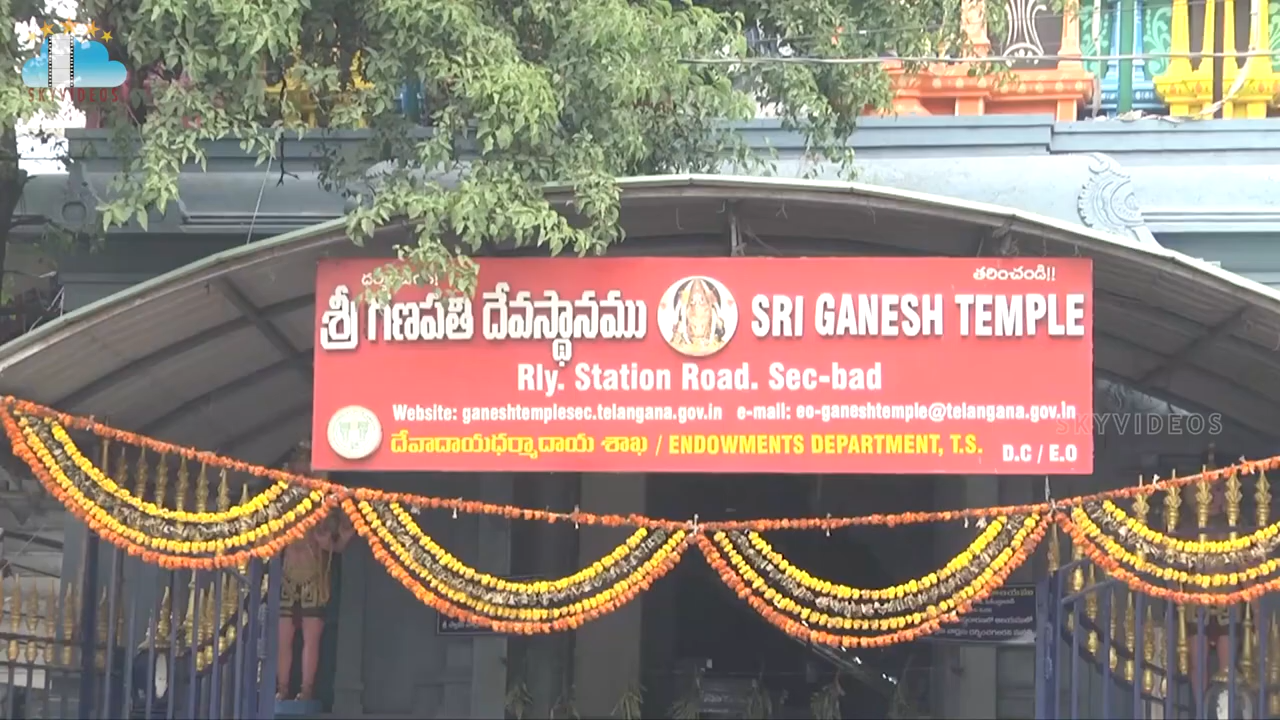 SKYVIDEOS
తరించండి!!
శ్రీ గణపతి దేవస్థానము SRI GANESH TEMPLE
Rly. Station Road. Sec-bad
Website: ganeshtemplesec.telangana.gov.in e-mail: eo-ganeshtemple@telangana.gov.in
SKYVIDEOS
దేవాదాయధర్మాదాయ శాఖ / ENDOWMENTS DEPARTMENT, T.S. D.C / E.O